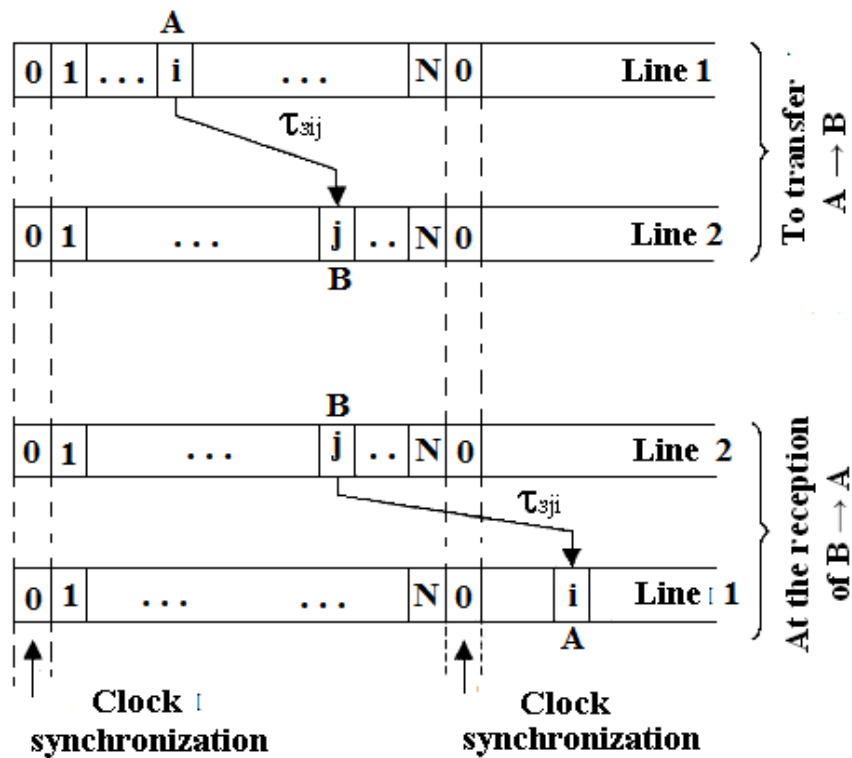 A
0 1 ... i ... N 0 Line 1
τзij
0 1 ... j .. N 0 Line 2
B
To transfer
A → B
B
0 1 ... j .. N 0 Line 2
τзji
0 1 ... ... N 0 i Line 1
A
At the reception
of B → A
Clock
synchronization
Clock
synchronization